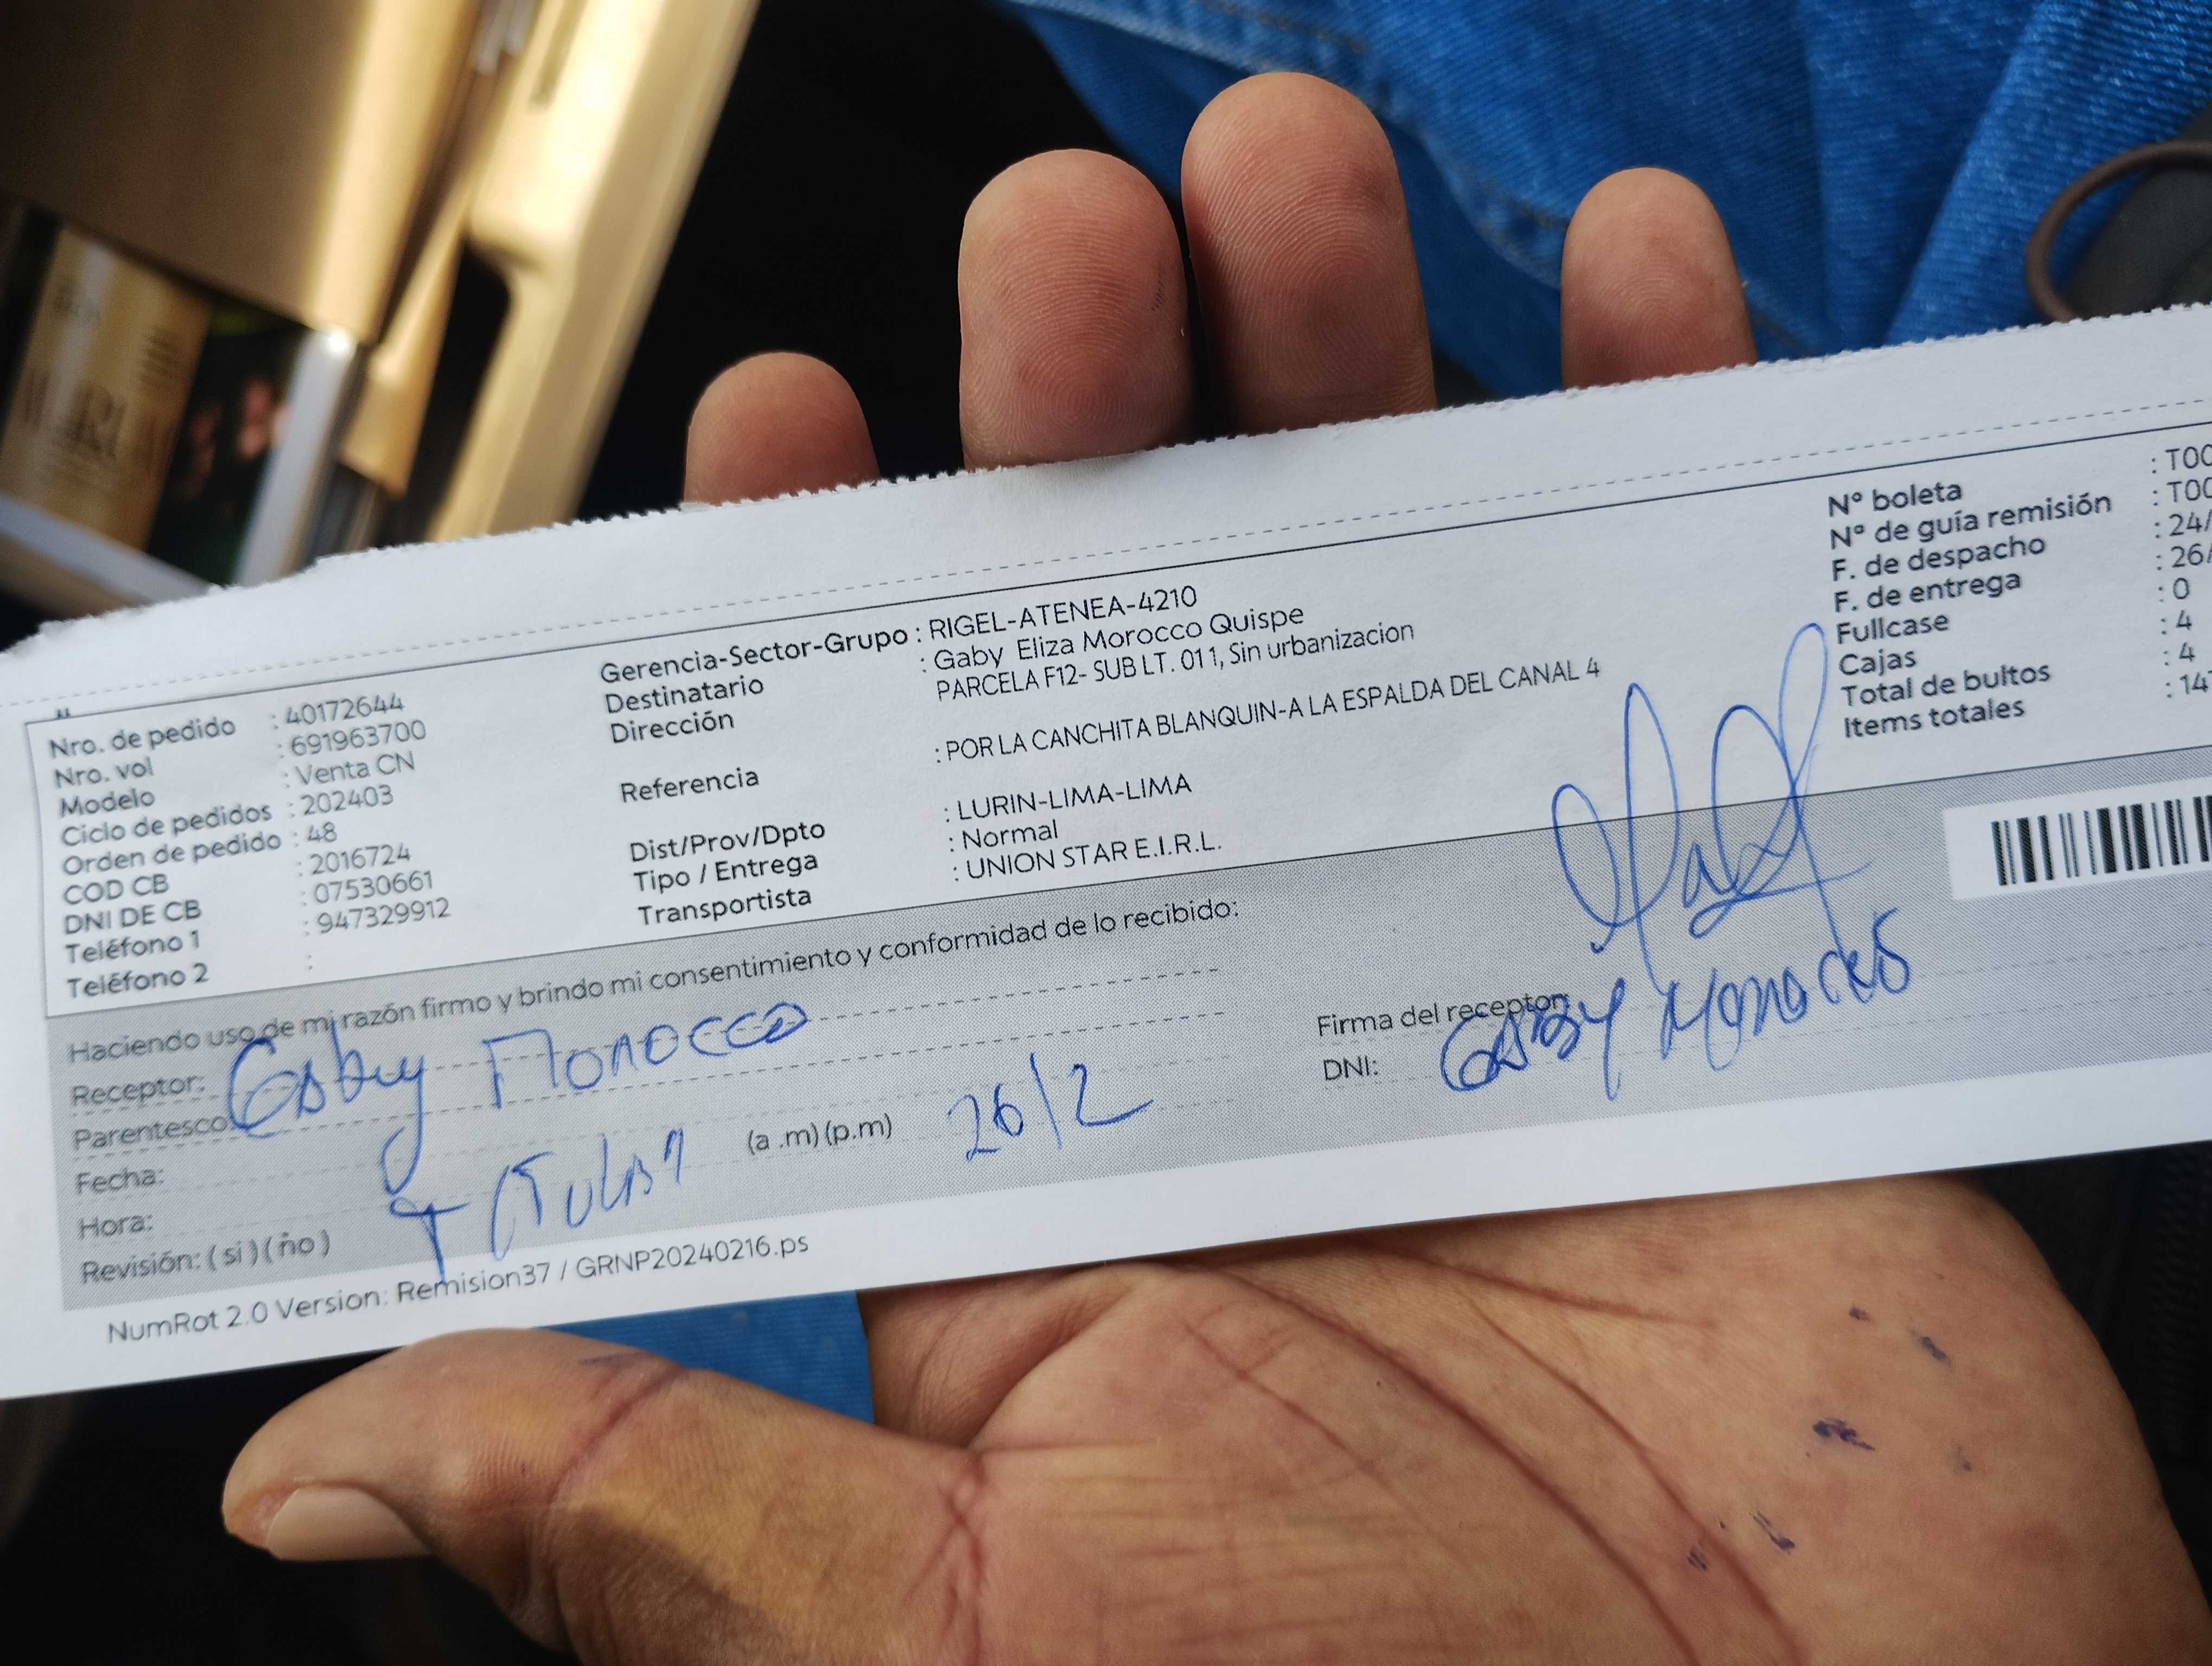 Nro. de pedido : 40172644
Nro. vol : 691963700
Modelo : Venta CN
Ciclo de pedidos : 202403
Orden de pedido : 48
COD CB : 2016724
DNI DE CB : 07530661
Teléfono 1 : 947329912
Teléfono 2 :
Gerencia-Sector-Grupo : RIGEL-ATENEA-4210
Destinatario : Gaby Eliza Morocco Quispe
Dirección PARCELA F12- SUB LT. 011, Sin urbanizacion
Referencia : POR LA CANCHITA BLANQUIN-A LA ESPALDA DEL CANAL 4
Dist/Prov/Dpto : LURIN-LIMA-LIMA
Tipo / Entrega : Normal
Transportista : UNION STAR E.I.R.L.
N° boleta : T00
N° de guía remisión : T00
F. de despacho : 24/
F. de entrega : 26/
Fullcase : 0
Cajas : 4
Total de bultos : 4
Items totales : 147
Haciendo uso de mi razón firmo y brindo mi consentimiento y conformidad de lo recibido:
Receptor: Gaby Morocco
Parentesco:
Fecha:
Hora: (a .m) (p.m) 26/2
Revisión: ( si ) ( no )
Firma del receptor:
DNI: Gaby Morocco
NumRot 2.0 Version: Remision37 / GRNP20240216.ps